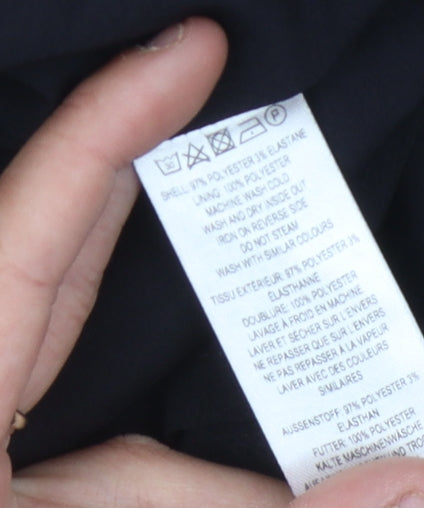 P
SHELL: 97% POLYESTER 3% ELASTANE
LINING: 100% POLYESTER
MACHINE WASH COLD
WASH AND DRY INSIDE OUT
IRON ON REVERSE SIDE
DO NOT STEAM
WASH WITH SIMILAR COLOURS
TISSU EXTÉRIEUR: 97% POLYESTER 3%
ÉLASTHANNE
DOUBLURE: 100% POLYESTER
LAVAGE À FROID EN MACHINE
LAVER ET SÉCHER SUR L'ENVERS
NE REPASSER QUE SUR L'ENVERS
NE PAS REPASSER À LA VAPEUR
LAVER AVEC DES COULEURS
SIMILAIRES
AUSSENSTOFF: 97% POLYESTER 3%
ELASTHAN
FUTTER: 100% POLYESTER
KALTE MASCHINENWÄSCHE